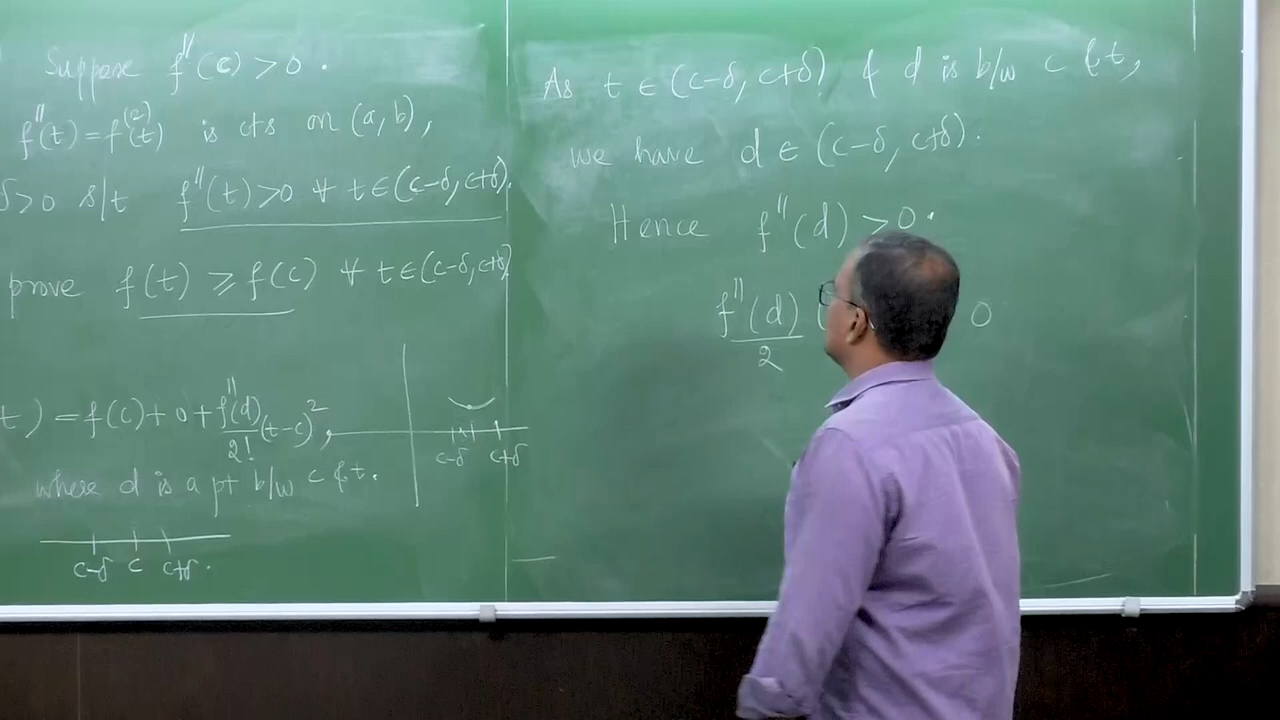 Suppose f''(c) > 0 .
f''(t) = f^(2)(t) is cts on (a, b),
δ > 0 s/t f''(t) > 0 ∀ t ∈ (c-δ, c+δ).
prove f(t) ≥ f(c) ∀ t ∈ (c-δ, c+δ)
t) = f(c) + 0 + f''(d)/2! (t-c)²,
where d is a pt b/w c & t.
c-δ c+δ
c-δ c c+δ .
As t ∈ (c-δ, c+δ) & d is b/w c & t,
we have d ∈ (c-δ, c+δ).
Hence f''(d) > 0 .
f''(d)/2 ( 0